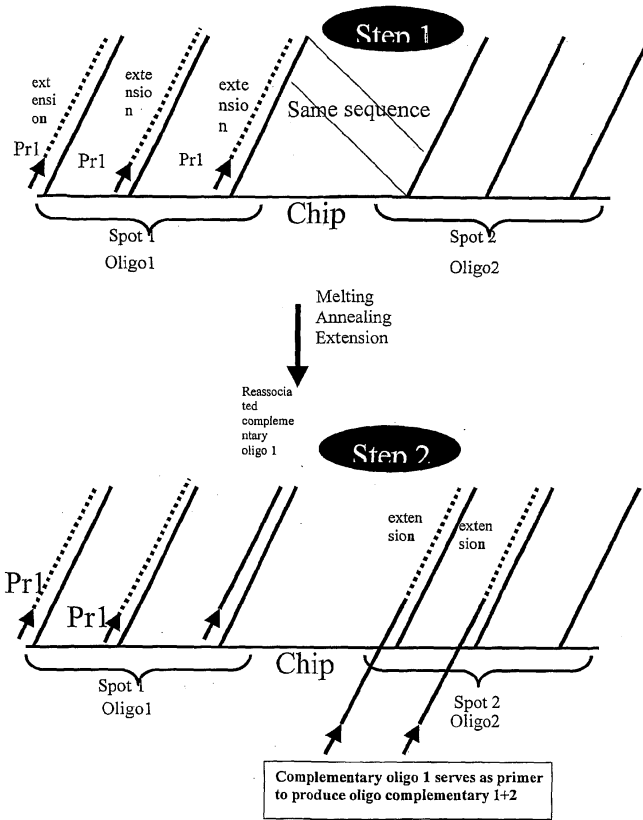 Step 1
ext
ensi
on
exte
nsio
n
exte
nsio
n
Same sequence
Pr1
Pr1
Pr1
Chip
Spot 1
Oligo1
Spot 2
Oligo2
Melting
Annealing
Extension
Reassocia
ted
compleme
ntary
oligo 1
Step 2
exten
sion
exten
sion
Pr1
Pr1
Chip
Spot 1
Oligo1
Spot 2
Oligo2
Complementary oligo 1 serves as primer
to produce oligo complementary 1+2